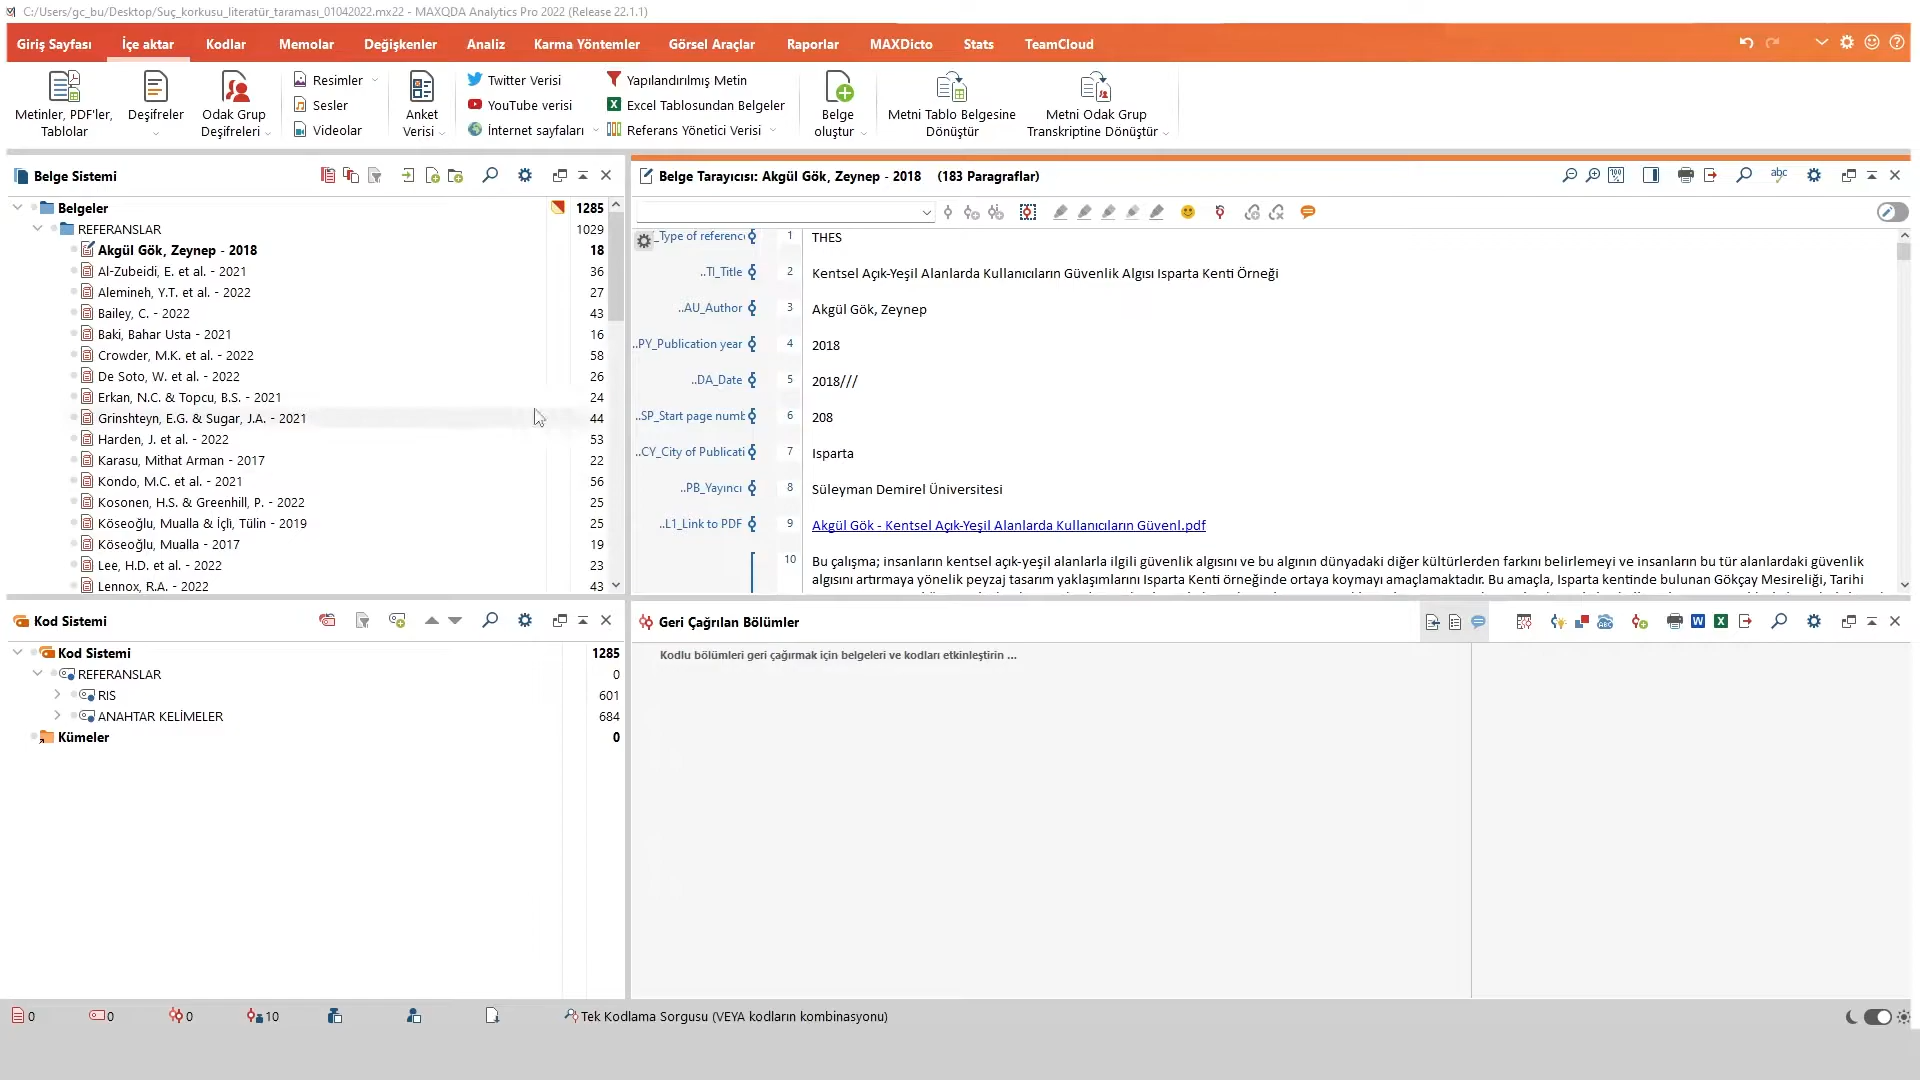 C:/Users/gc_bu/Desktop/Suç_korkusu_literatür_taraması_01042022.mx22 - MAXQDA Analytics Pro 2022 (Release 22.1.1)
Giriş Sayfası İçe aktar Kodlar Memolar Değişkenler Analiz Karma Yöntemler Görsel Araçlar Raporlar MAXDicto Stats TeamCloud
Metinler, PDF'ler, Tablolar
Deşifreler
Odak Grup Deşifreleri
Resimler
Sesler
Videolar
Anket Verisi
Twitter Verisi
YouTube verisi
İnternet sayfaları
Yapılandırılmış Metin
Excel Tablosundan Belgeler
Referans Yönetici Verisi
Belge oluştur
Metni Tablo Belgesine Dönüştür
Metni Odak Grup Transkriptine Dönüştür
Belge Sistemi
Belgeler 1285
REFERANSLAR 1029
Akgül Gök, Zeynep - 2018 18
Al-Zubeidi, E. et al. - 2021 36
Alemineh, Y.T. et al. - 2022 27
Bailey, C. - 2022 43
Baki, Bahar Usta - 2021 16
Crowder, M.K. et al. - 2022 58
De Soto, W. et al. - 2022 26
Erkan, N.C. & Topcu, B.S. - 2021 24
Grinshteyn, E.G. & Sugar, J.A. - 2021 44
Harden, J. et al. - 2022 53
Karasu, Mithat Arman - 2017 22
Kondo, M.C. et al. - 2021 56
Kosonen, H.S. & Greenhill, P. - 2022 25
Köseoğlu, Mualla & İçli, Tülin - 2019 25
Köseoğlu, Mualla - 2017 19
Lee, H.D. et al. - 2022 23
Lennox, R.A. - 2022 43
Belge Tarayıcısı: Akgül Gök, Zeynep - 2018 (183 Paragraflar)
100 %
abc
_Type of referenc 1 THES
..TI_Title 2 Kentsel Açık-Yeşil Alanlarda Kullanıcıların Güvenlik Algısı Isparta Kenti Örneği
..AU_Author 3 Akgül Gök, Zeynep
..PY_Publication year 4 2018
..DA_Date 5 2018///
..SP_Start page numb 6 208
..CY_City of Publicati 7 Isparta
..PB_Yayıncı 8 Süleyman Demirel Üniversitesi
..L1_Link to PDF 9 Akgül Gök - Kentsel Açık-Yeşil Alanlarda Kullanıcıların Güvenl.pdf
10 Bu çalışma; insanların kentsel açık-yeşil alanlarla ilgili güvenlik algısını ve bu algının dünyadaki diğer kültürlerden farkını belirlemeyi ve insanların bu tür alanlardaki güvenlik
algısını artırmaya yönelik peyzaj tasarım yaklaşımlarını Isparta Kenti örneğinde ortaya koymayı amaçlamaktadır. Bu amaçla, Isparta kentinde bulunan Gökçay Mesireliği, Tarihi
Kod Sistemi
Kod Sistemi 1285
REFERANSLAR 0
RIS 601
ANAHTAR KELİMELER 684
Kümeler 0
Geri Çağrılan Bölümler
Kodlu bölümleri geri çağırmak için belgeleri ve kodları etkinleştirin ...
0 0 0 10 Tek Kodlama Sorgusu (VEYA kodların kombinasyonu)